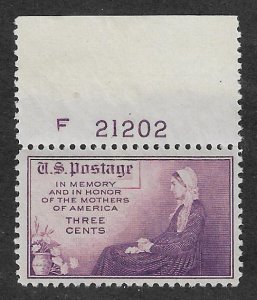 F 21202
U.S. Postage
IN MEMORY
AND IN HONOR
OF THE MOTHERS
OF AMERICA
THREE
CENTS